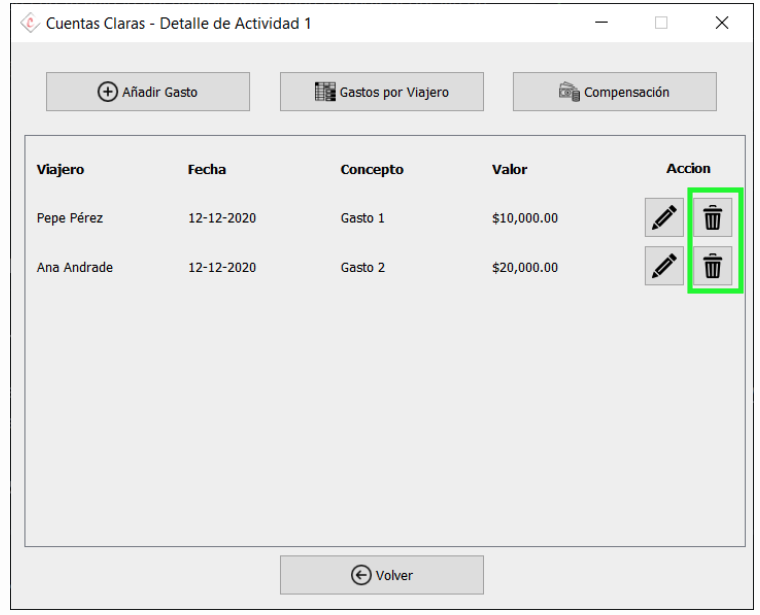 Cuentas Claras - Detalle de Actividad 1
Añadir Gasto Gastos por Viajero Compensación
Viajero Fecha Concepto Valor Accion
Pepe Pérez 12-12-2020 Gasto 1 $10,000.00
Ana Andrade 12-12-2020 Gasto 2 $20,000.00
Volver